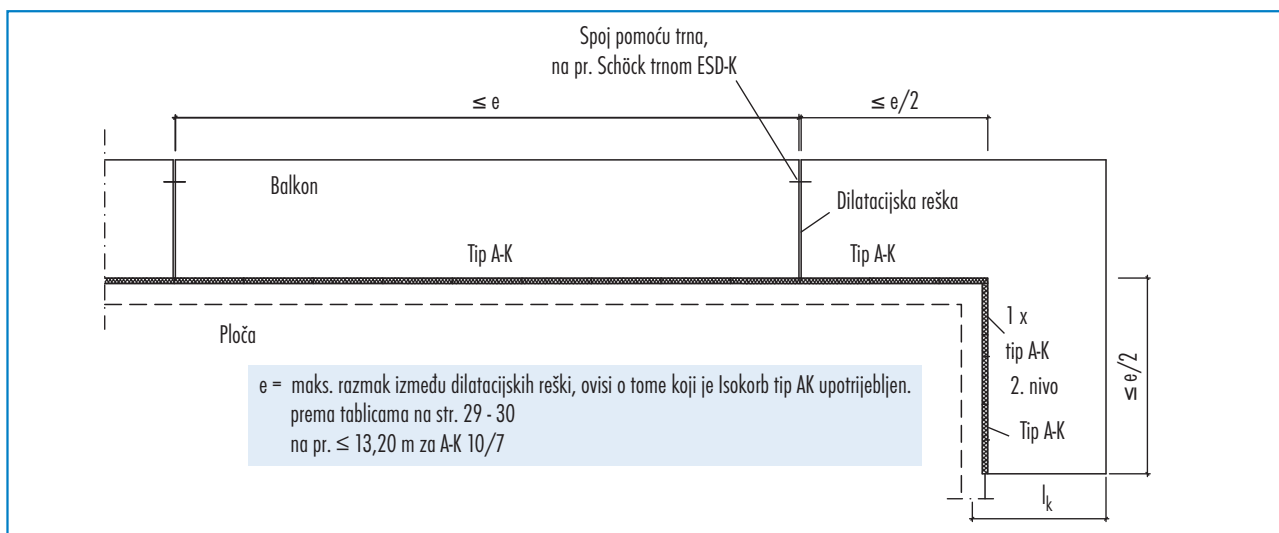 Spoj pomoću trna,
na pr. Schöck trnom ESD-K
≤ e
≤ e/2
Balkon
Dilatacijska reška
Tip A-K
Tip A-K
1 x
tip A-K
2. nivo
Tip A-K
≤ e/2
Ploča
e = maks. razmak između dilatacijskih reški, ovisi o tome koji je Isokorb tip AK upotrijebljen.
prema tablicama na str. 29 - 30
na pr. ≤ 13,20 m za A-K 10/7
lk